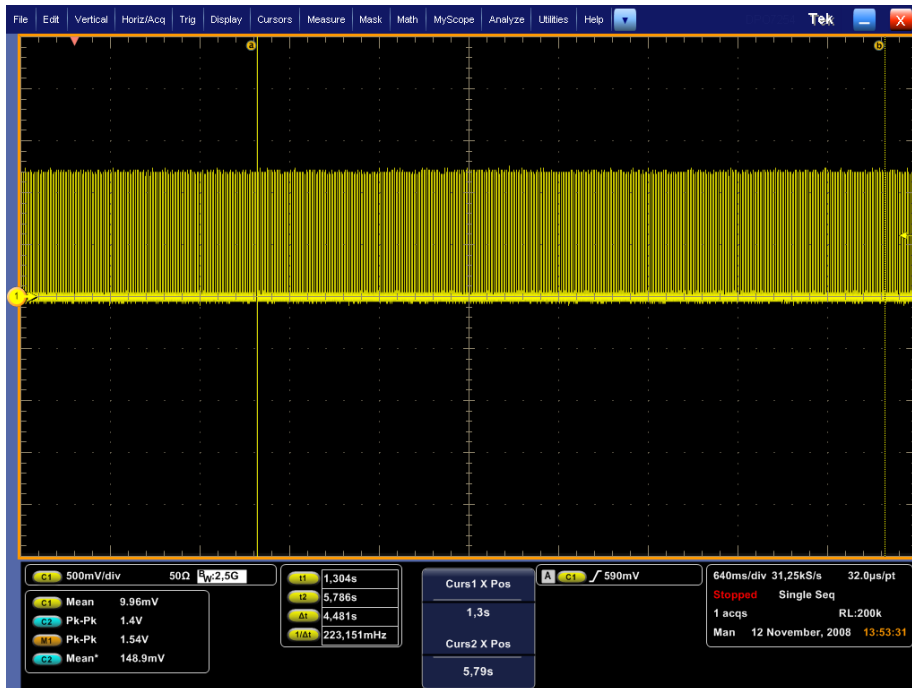 File Edit Vertical Horiz/Acq Trig Display Cursors Measure Mask Math MyScope Analyze Utilities Help Tek X
a b
1
C1 500mV/div 50Ω BW:2,5G
C1 Mean 9.96mV
C2 Pk-Pk 1.4V
M1 Pk-Pk 1.54V
C2 Mean* 148.9mV
t1 1,304s
t2 5,786s
Δt 4,481s
1/Δt 223,151mHz
Curs1 X Pos
1,3s
Curs2 X Pos
5,79s
A C1 590mV
640ms/div 31,25kS/s 32.0µs/pt
Stopped Single Seq
1 acqs RL:200k
Man 12 November, 2008 13:53:31